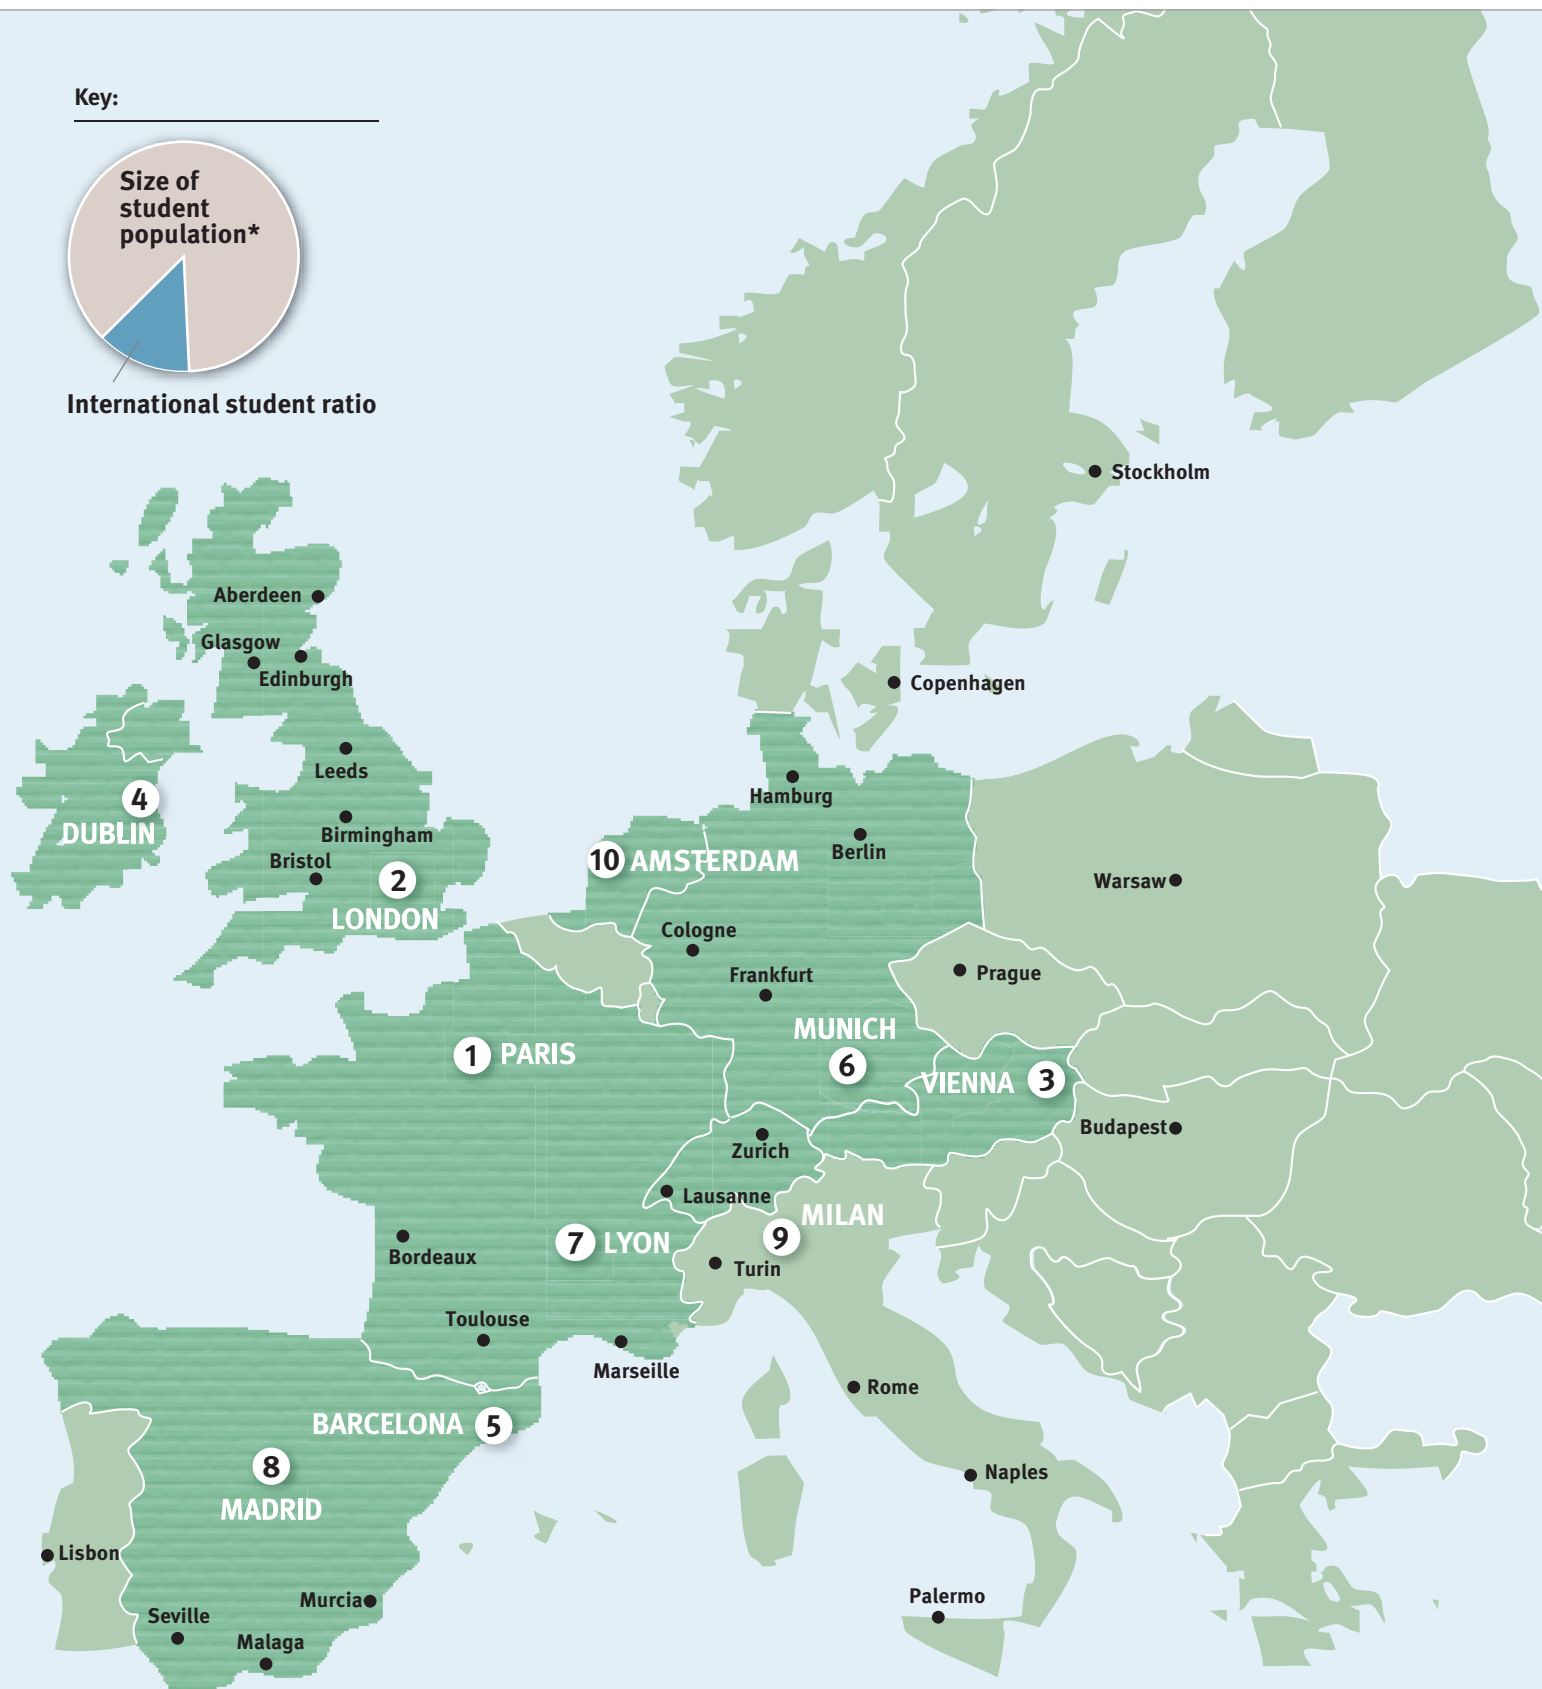 Key:
Size of
student
population*
International student ratio
Stockholm
Aberdeen
Glasgow
Edinburgh
Copenhagen
Leeds
Hamburg
4
DUBLIN
Birmingham
Bristol
2
LONDON
10 AMSTERDAM
Berlin
Warsaw
Cologne
Frankfurt
Prague
MUNICH
6
1 PARIS
VIENNA 3
Budapest
Zurich
Lausanne
MILAN
9
Turin
7 LYON
Bordeaux
Toulouse
Marseille
Rome
BARCELONA 5
8
MADRID
Naples
Lisbon
Murcia
Seville
Malaga
Palermo